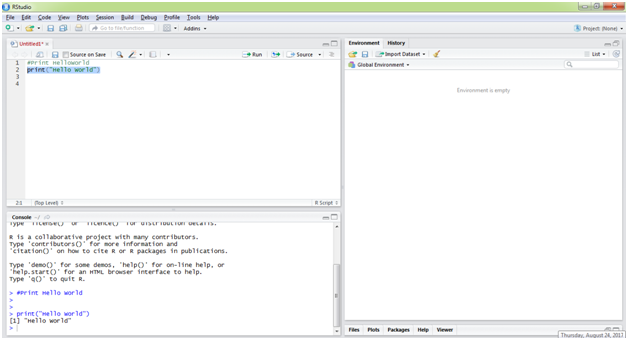 RStudio
File Edit Code View Plots Session Build Debug Profile Tools Help
Go to file/function Addins Project: (None)
Untitled1*
Source on Save Run Source
1 #Print Helloworld
2 print("Hello world")
3
4
2:1 (Top Level) R Script
Console ~/
Type 'license()' or 'licence()' for distribution details.
R is a collaborative project with many contributors.
Type 'contributors()' for more information and
'citation()' on how to cite R or R packages in publications.
Type 'demo()' for some demos, 'help()' for on-line help, or
'help.start()' for an HTML browser interface to help.
Type 'q()' to quit R.
> #Print Hello World
>
>
> print("Hello World")
[1] "Hello World"
>
Environment History
Import Dataset List
Global Environment
Environment is empty
Files Plots Packages Help Viewer
Thursday, August 24, 2017